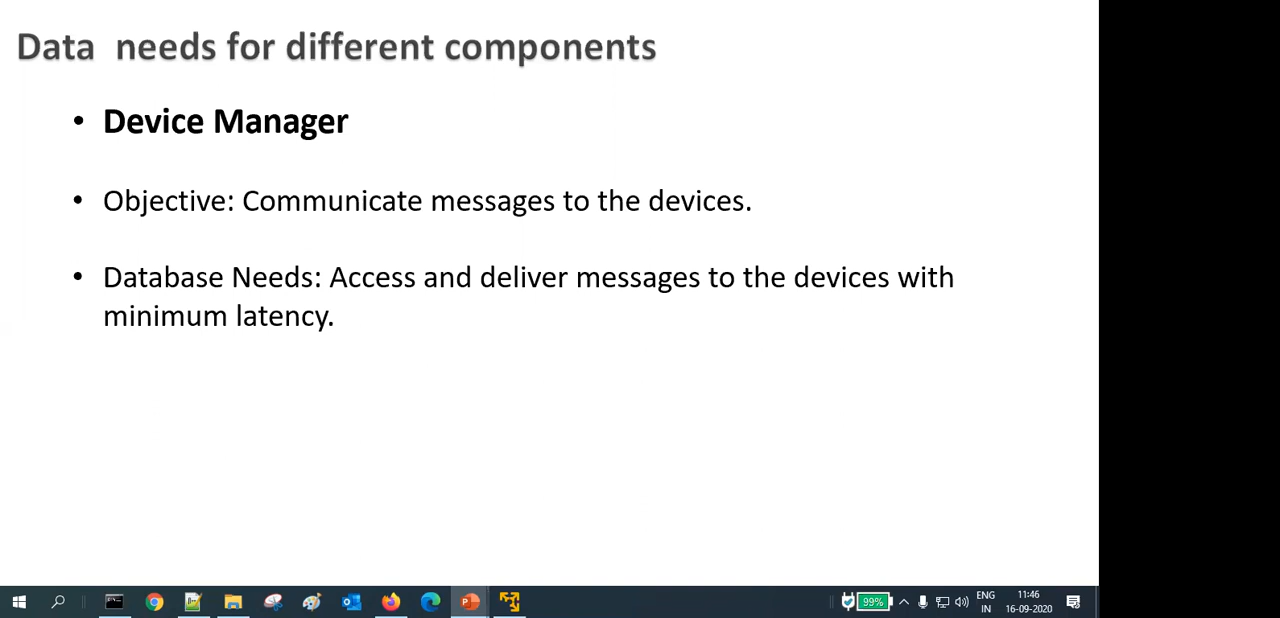 Data  needs for different components
• Device Manager
• Objective: Communicate messages to the devices.
• Database Needs: Access and deliver messages to the devices with
minimum latency.
99%
ENG
IN
11:46
16-09-2020